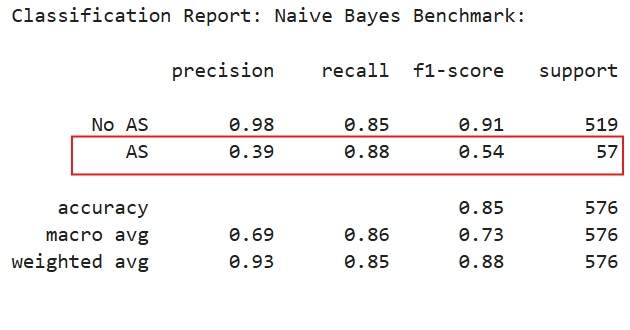 Classification Report: Naive Bayes Benchmark:
precision recall f1-score support
No AS 0.98 0.85 0.91 519
AS 0.39 0.88 0.54 57
accuracy 0.85 576
macro avg 0.69 0.86 0.73 576
weighted avg 0.93 0.85 0.88 576